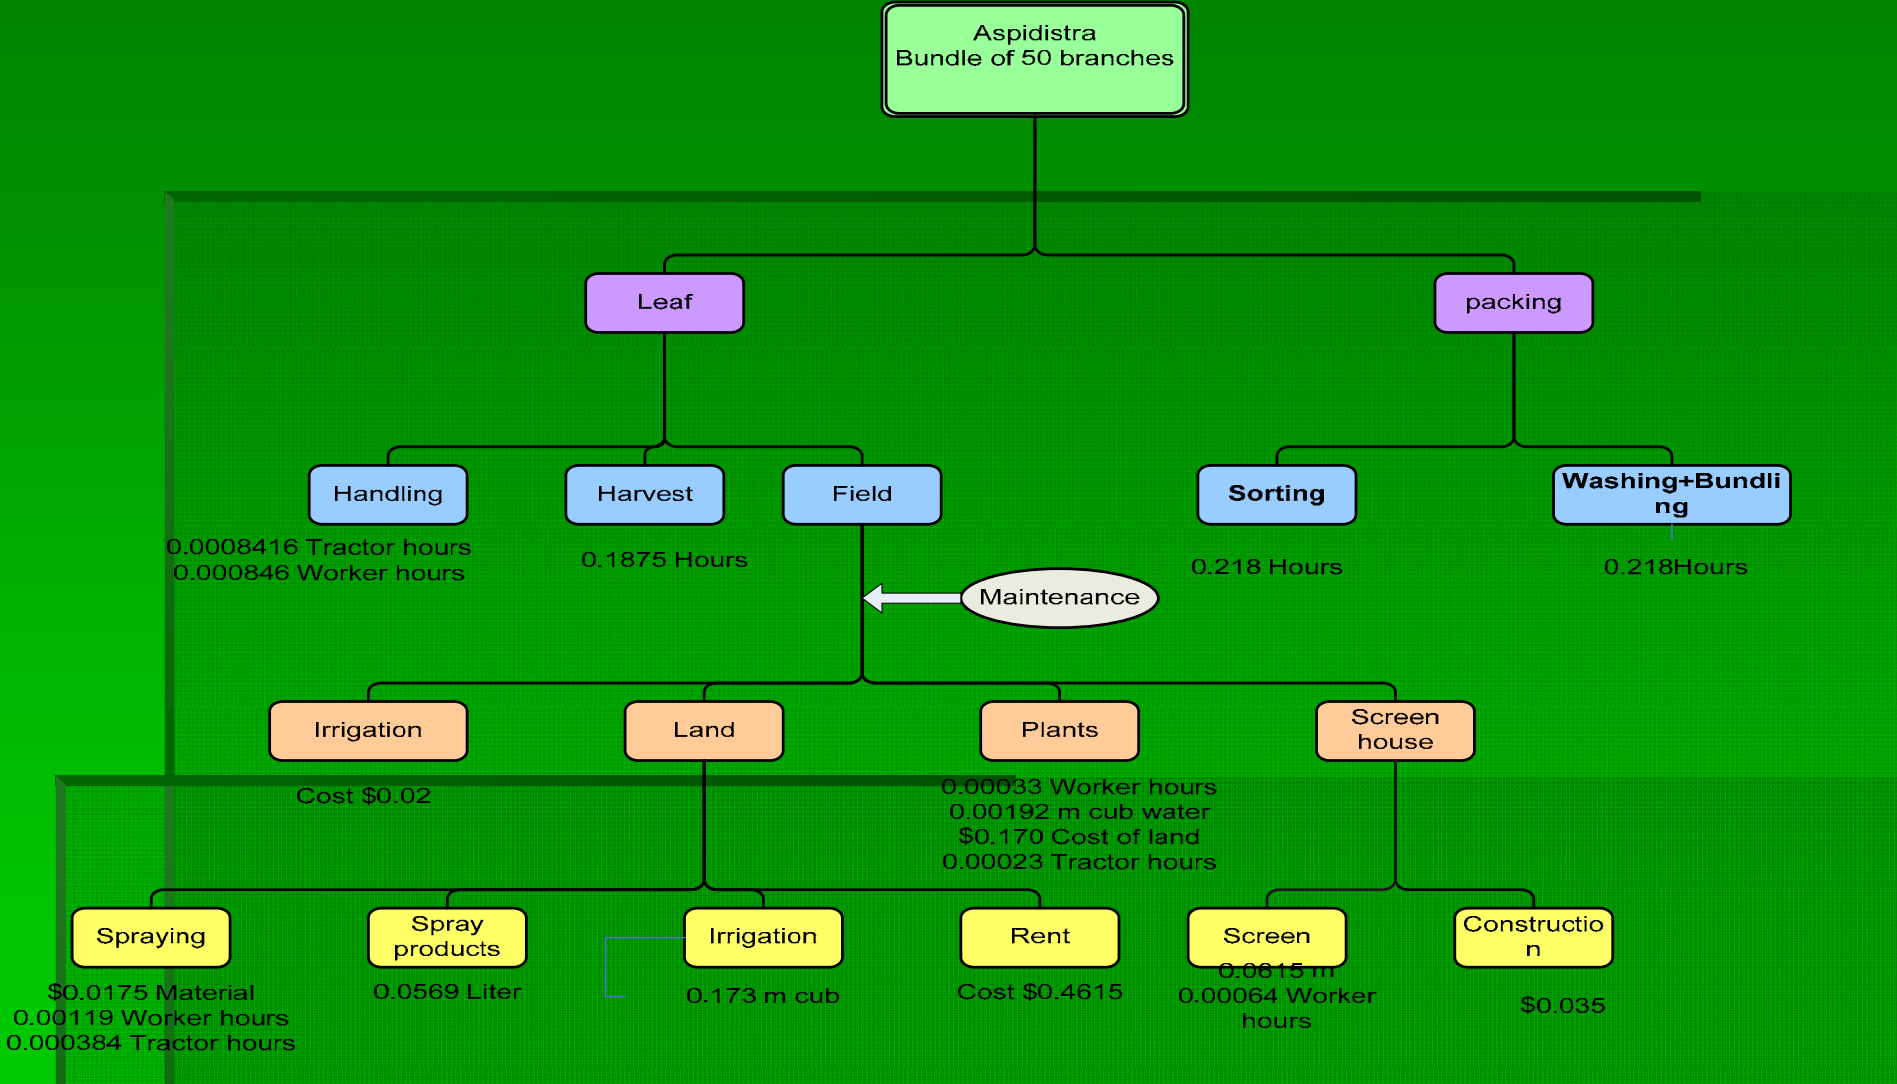 Aspidistra
Bundle of 50 branches
Leaf
packing
Handling
Harvest
Field
Sorting
Washing+Bundli
ng
0.0008416 Tractor hours
0.000846 Worker hours
0.1875 Hours
0.218 Hours
0.218Hours
Maintenance
Irrigation
Land
Plants
Screen
house
Cost $0.02
0.00033 Worker hours
0.00192 m cub water
$0.170 Cost of land
0.00023 Tractor hours
Spraying
Spray
products
Irrigation
Rent
Screen
Constructio
n
$0.0175 Material
0.00119 Worker hours
0.000384 Tractor hours
0.0569 Liter
0.173 m cub
Cost $0.4615
0.0615 m
0.00064 Worker
hours
$0.035